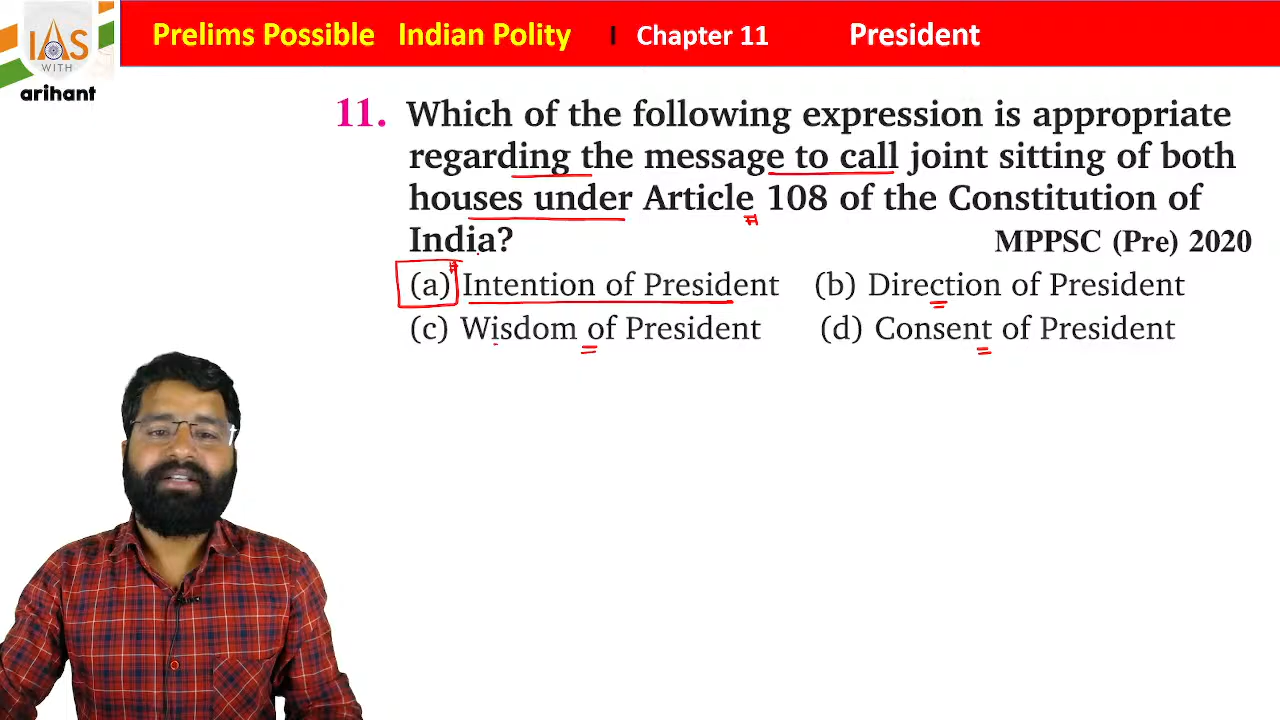 Prelims Possible Indian Polity | Chapter 11 President
IAS
WITH
arihant
11. Which of the following expression is appropriate
regarding the message to call joint sitting of both
houses under Article 108 of the Constitution of
India? MPPSC (Pre) 2020
(a) Intention of President (b) Direction of President
(c) Wisdom of President (d) Consent of President